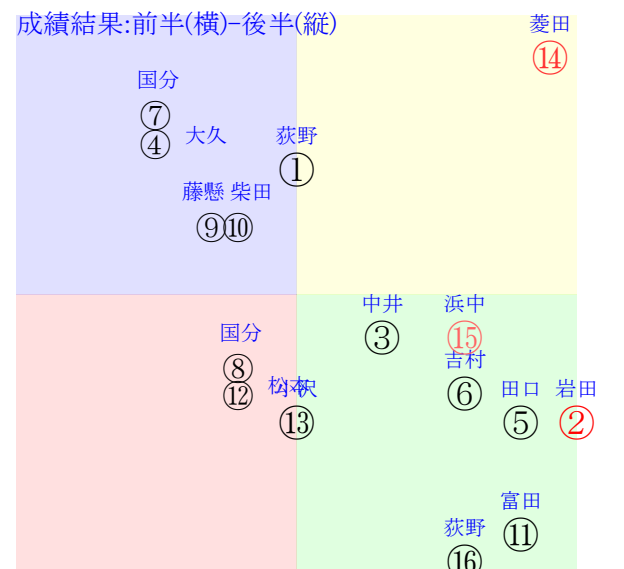 成績結果:前半(横)-後半(縦)
菱田
⑭
国分
⑦
④ 大久
荻野
①
藤懸 柴田
⑨⑩
中井 浜中
③ ⑮
国分 吉村
⑧ ⑥
⑫ 松本
⑬
田口 岩田
⑤ ②
富田
⑪
荻野
⑯